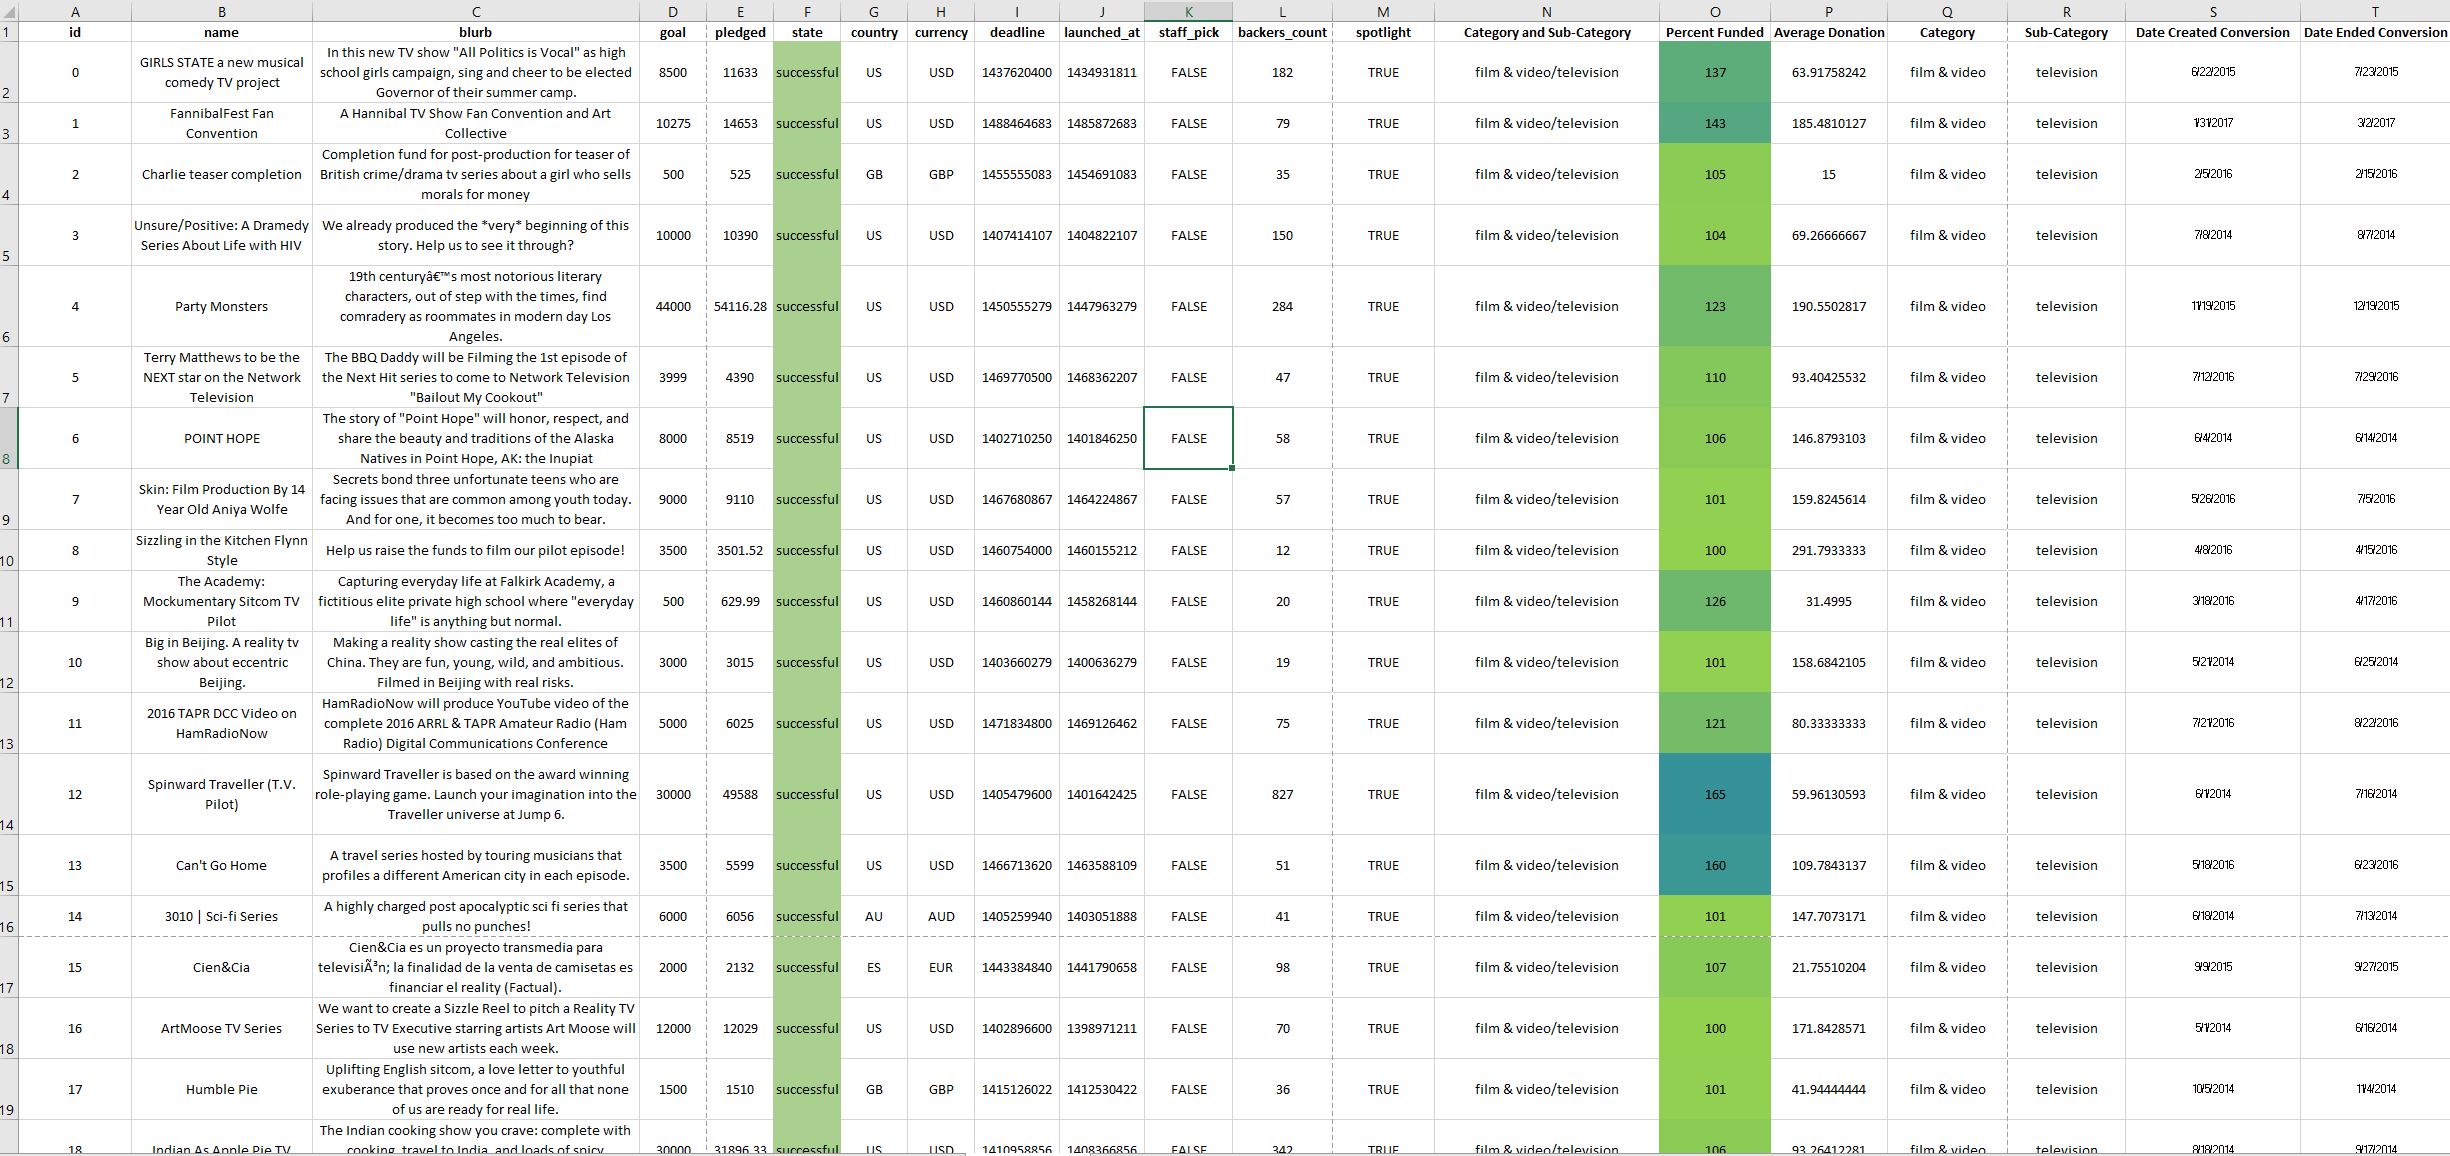 A B C D E F G H I J K L M N O P Q R S T
1 id name blurb goal pledged state country currency deadline launched_at staff_pick backers_count spotlight Category and Sub-Category Percent Funded Average Donation Category Sub-Category Date Created Conversion Date Ended Conversion
In this new TV show "All Politics is Vocal" as high
GIRLS STATE a new musical school girls campaign, sing and cheer to be elected
2 0 comedy TV project Governor of their summer camp. 8500 11633 successful US USD 1437620400 1434931811 FALSE 182 TRUE film & video/television 137 63.91758242 film & video television 6/22/2015 7/23/2015
FannibalFest Fan A Hannibal TV Show Fan Convention and Art
3 1 Convention Collective 10275 14653 successful US USD 1488464683 1485872683 FALSE 79 TRUE film & video/television 143 185.4810127 film & video television 1/31/2017 3/2/2017
Completion fund for post-production for teaser of
British crime/drama tv series about a girl who sells
4 2 Charlie teaser completion morals for money 500 525 successful GB GBP 1455555083 1454691083 FALSE 35 TRUE film & video/television 105 15 film & video television 2/5/2016 2/15/2016
Unsure/Positive: A Dramedy We already produced the *very* beginning of this
5 3 Series About Life with HIV story. Help us to see it through? 10000 10390 successful US USD 1407414107 1404822107 FALSE 150 TRUE film & video/television 104 69.26666667 film & video television 7/8/2014 8/7/2014
19th centuryâ€™s most notorious literary
characters, out of step with the times, find
comradery as roommates in modern day Los
6 4 Party Monsters Angeles. 44000 54116.28 successful US USD 1450555279 1447963279 FALSE 284 TRUE film & video/television 123 190.5502817 film & video television 11/19/2015 12/19/2015
Terry Matthews to be the The BBQ Daddy will be Filming the 1st episode of
NEXT star on the Network the Next Hit series to come to Network Television
7 5 Television "Bailout My Cookout" 3999 4390 successful US USD 1469770500 1468362207 FALSE 47 TRUE film & video/television 110 93.40425532 film & video television 7/12/2016 7/29/2016
The story of "Point Hope" will honor, respect, and
share the beauty and traditions of the Alaska
8 6 POINT HOPE Natives in Point Hope, AK: the Inupiat 8000 8519 successful US USD 1402710250 1401846250 FALSE 58 TRUE film & video/television 106 146.8793103 film & video television 6/4/2014 6/14/2014
Secrets bond three unfortunate teens who are
Skin: Film Production By 14 facing issues that are common among youth today.
9 7 Year Old Aniya Wolfe And for one, it becomes too much to bear. 9000 9110 successful US USD 1467680867 1464224867 FALSE 57 TRUE film & video/television 101 159.8245614 film & video television 5/26/2016 7/5/2016
Sizzling in the Kitchen Flynn
10 8 Style Help us raise the funds to film our pilot episode! 3500 3501.52 successful US USD 1460754000 1460155212 FALSE 12 TRUE film & video/television 100 291.7933333 film & video television 4/8/2016 4/15/2016
The Academy: Capturing everyday life at Falkirk Academy, a
Mockumentary Sitcom TV fictitious elite private high school where "everyday
11 9 Pilot life" is anything but normal. 500 629.99 successful US USD 1460860144 1458268144 FALSE 20 TRUE film & video/television 126 31.4995 film & video television 3/18/2016 4/17/2016
Big in Beijing. A reality tv Making a reality show casting the real elites of
show about eccentric China. They are fun, young, wild, and ambitious.
12 10 Beijing. Filmed in Beijing with real risks. 3000 3015 successful US USD 1403660279 1400636279 FALSE 19 TRUE film & video/television 101 158.6842105 film & video television 5/21/2014 6/25/2014
HamRadioNow will produce YouTube video of the
2016 TAPR DCC Video on complete 2016 ARRL & TAPR Amateur Radio (Ham
13 11 HamRadioNow Radio) Digital Communications Conference 5000 6025 successful US USD 1471834800 1469126462 FALSE 75 TRUE film & video/television 121 80.33333333 film & video television 7/21/2016 8/22/2016
Spinward Traveller is based on the award winning
Spinward Traveller (T.V. role-playing game. Launch your imagination into the
14 12 Pilot) Traveller universe at Jump 6. 30000 49588 successful US USD 1405479600 1401642425 FALSE 827 TRUE film & video/television 165 59.96130593 film & video television 6/1/2014 7/16/2014
A travel series hosted by touring musicians that
15 13 Can't Go Home profiles a different American city in each episode. 3500 5599 successful US USD 1466713620 1463588109 FALSE 51 TRUE film & video/television 160 109.7843137 film & video television 5/18/2016 6/23/2016
A highly charged post apocalyptic sci fi series that
16 14 3010 | Sci-fi Series pulls no punches! 6000 6056 successful AU AUD 1405259940 1403051888 FALSE 41 TRUE film & video/television 101 147.7073171 film & video television 6/18/2014 7/13/2014
Cien&Cia es un proyecto transmedia para
televisiÃ³n; la finalidad de la venta de camisetas es
17 15 Cien&Cia financiar el reality (Factual). 2000 2132 successful ES EUR 1443384840 1441790658 FALSE 98 TRUE film & video/television 107 21.75510204 film & video television 9/9/2015 9/27/2015
We want to create a Sizzle Reel to pitch a Reality TV
Series to TV Executive starring artists Art Moose will
18 16 ArtMoose TV Series use new artists each week. 12000 12029 successful US USD 1402896600 1398971211 FALSE 70 TRUE film & video/television 100 171.8428571 film & video television 5/1/2014 6/16/2014
Uplifting English sitcom, a love letter to youthful
exuberance that proves once and for all that none
19 17 Humble Pie of us are ready for real life. 1500 1510 successful GB GBP 1415126022 1412530422 FALSE 36 TRUE film & video/television 101 41.94444444 film & video television 10/5/2014 11/4/2014
The Indian cooking show you crave: complete with
18 Indian As Apple Pie TV cooking, travel to India, and loads of spicy 30000 31896.33 successful US USD 1410958856 1408366856 FALSE 342 TRUE film & video/television 106 93.26412281 film & video television 8/18/2014 9/17/2014